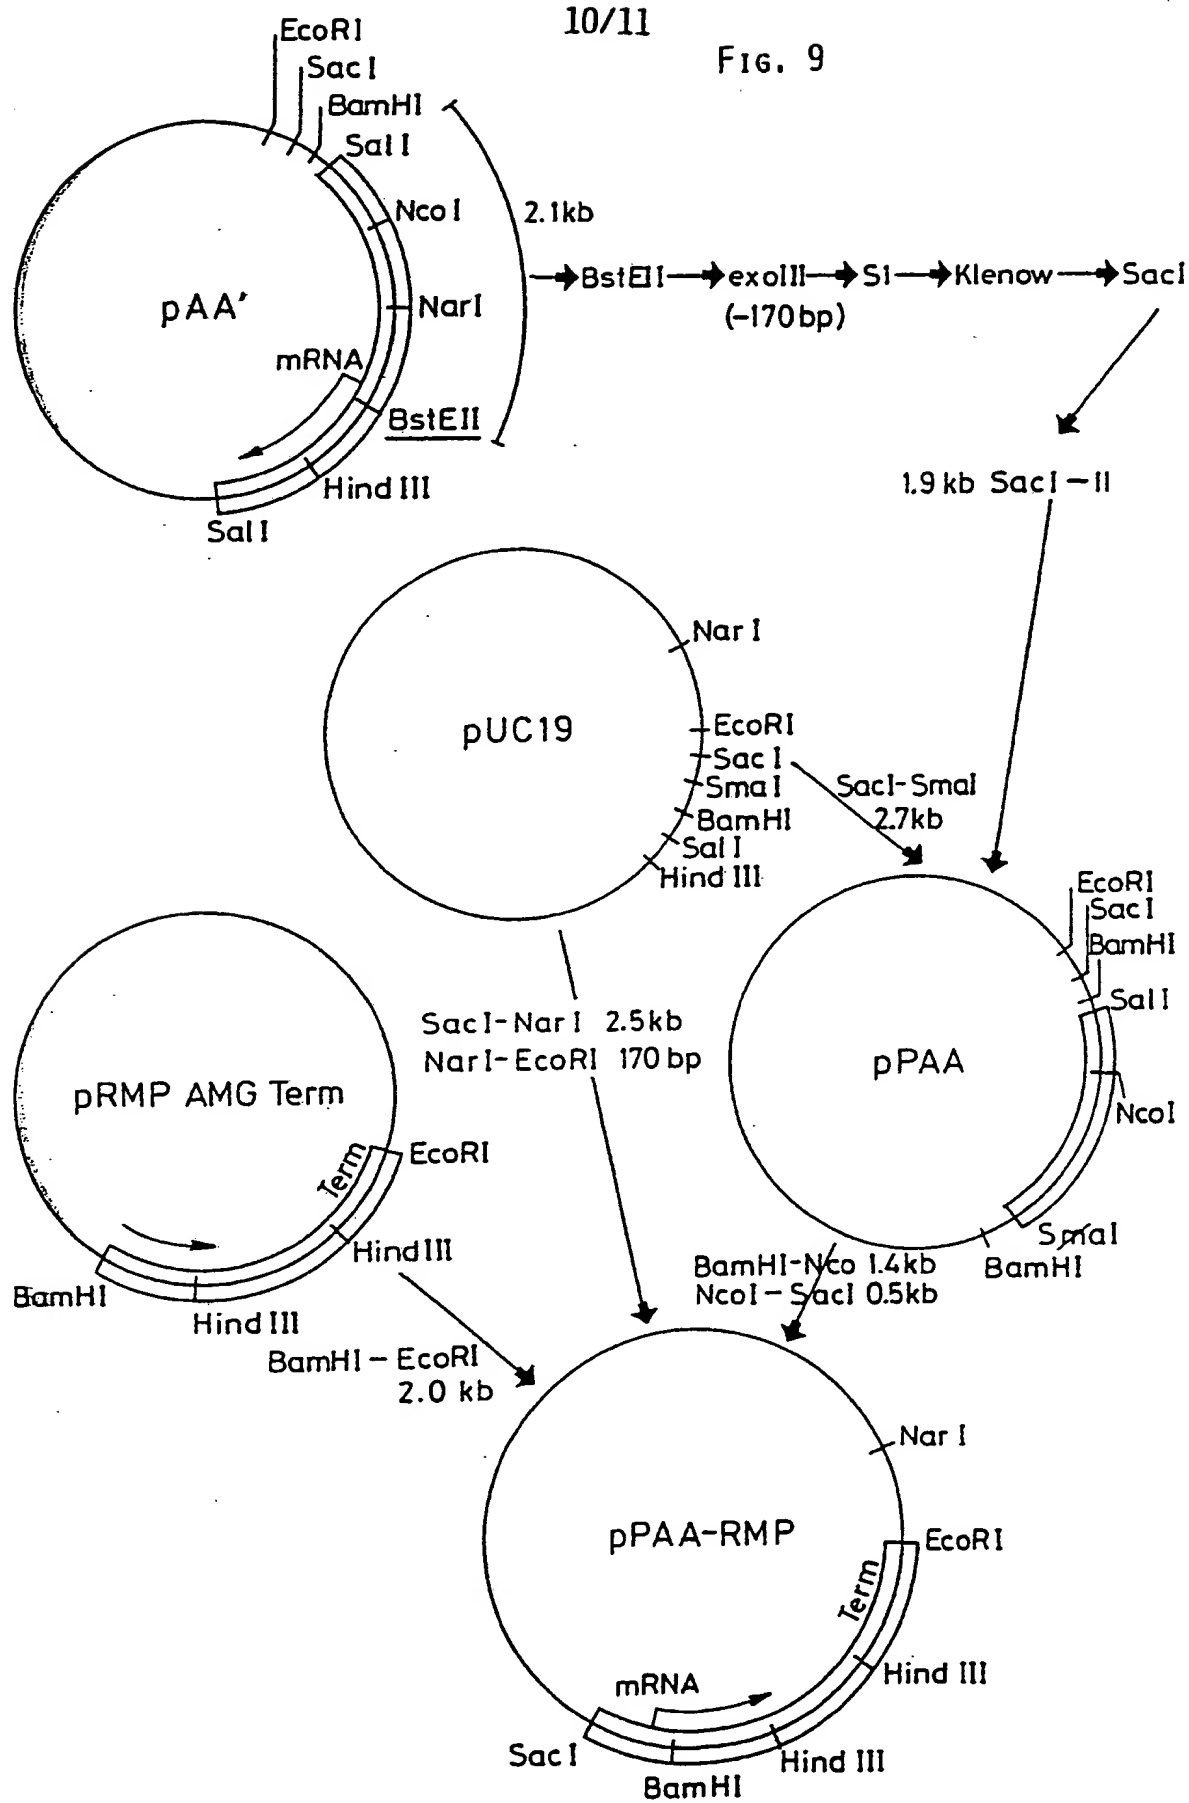 10/11
FIG. 9
EcoRI
SacI
BamHI
SalI
NcoI
2.1kb
NarI
pAA'
mRNA
BstEII
HindIII
SalI
BstEII
exoIII
(-170bp)
S1
Klenow
SacI
1.9 kb SacI-II
pUC19
NarI
EcoRI
SacI
SmaI
BamHI
SalI
HindIII
SacI-SmaI
2.7kb
EcoRI
SacI
BamHI
SalI
pPAA
NcoI
SmaI
BamHI
SacI-NarI 2.5kb
NarI-EcoRI 170bp
pRMP AMG Term
Term
EcoRI
HindIII
BamHI
HindIII
BamHI-EcoRI
2.0 kb
BamHI-Nco 1.4kb
NcoI-SacI 0.5kb
pPAA-RMP
NarI
EcoRI
Term
HindIII
mRNA
SacI
BamHI
HindIII